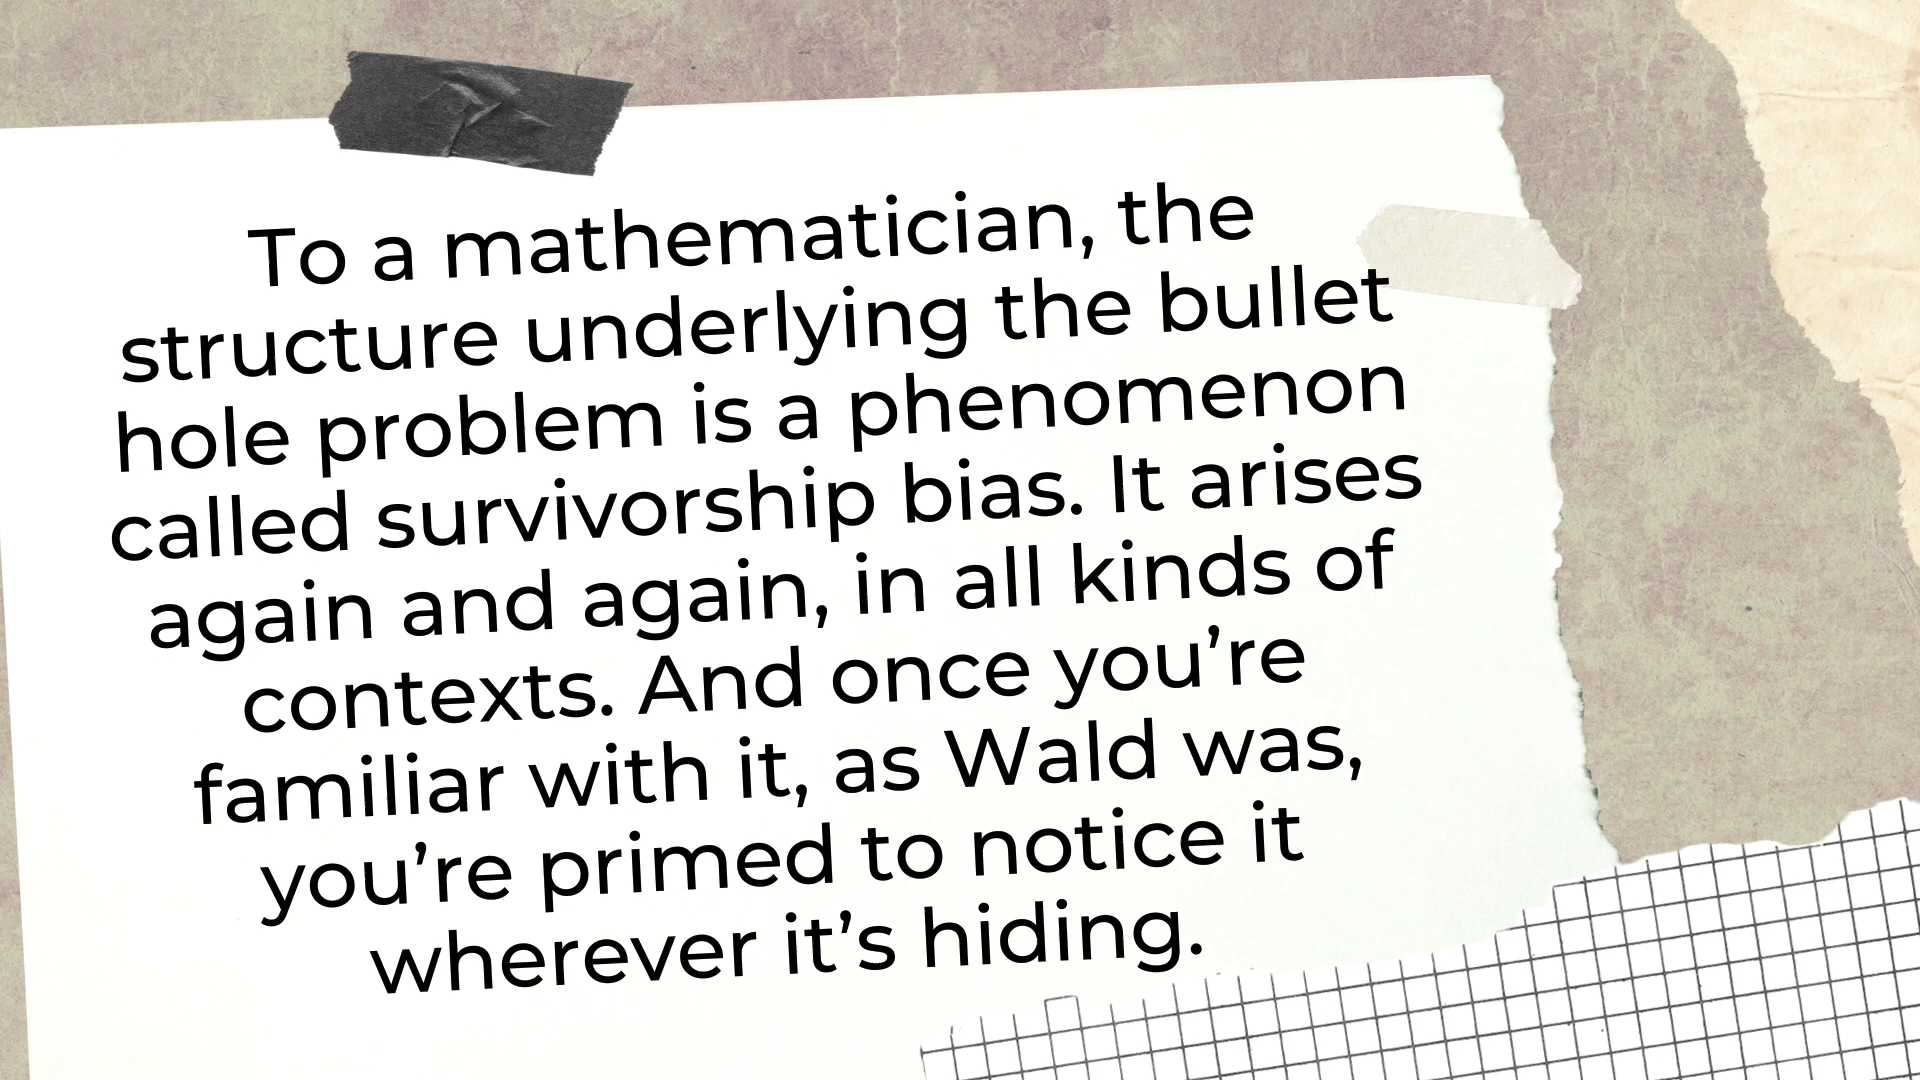 To a mathematician, the
structure underlying the bullet
hole problem is a phenomenon
called survivorship bias. It arises
again and again, in all kinds of
contexts. And once you’re
familiar with it, as Wald was,
you’re primed to notice it
wherever it’s hiding.